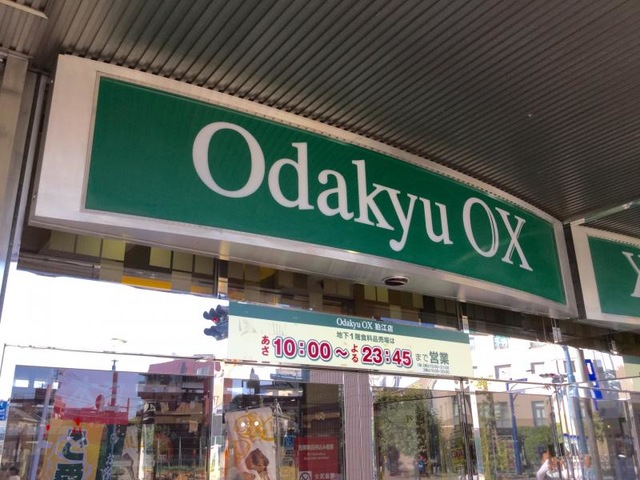 Odakyu OX
Odakyu OX 狛江店
地下1階食料品売場は
あさ10:00～よる23:45まで営業